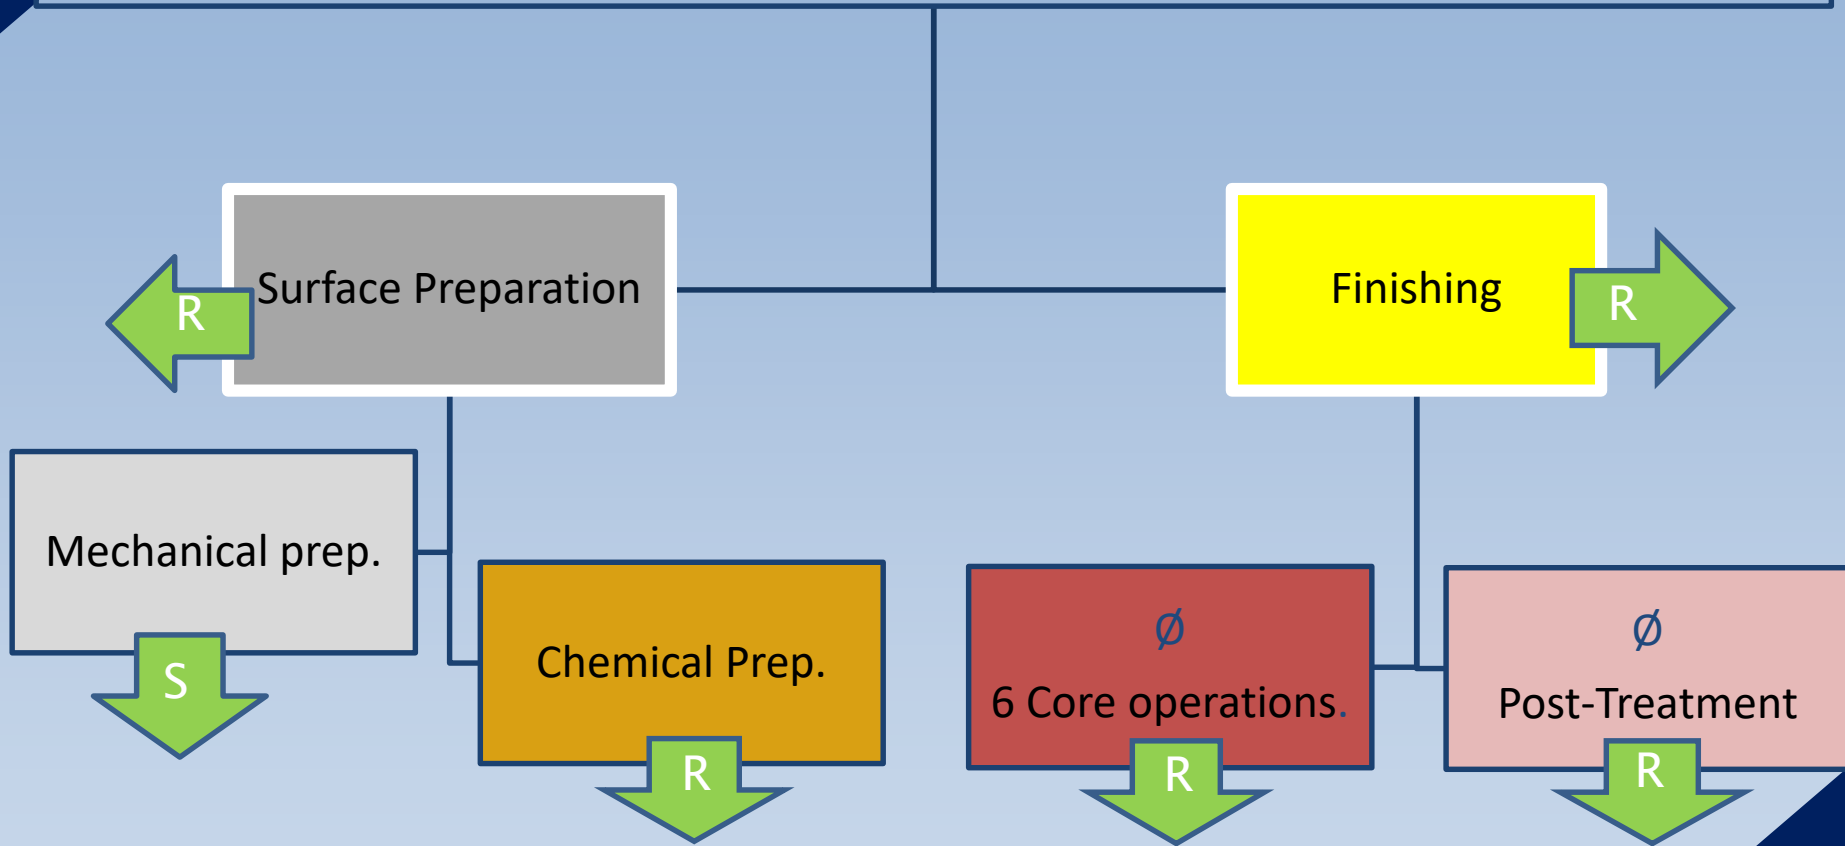 Surface Preparation
R
Finishing
R
Mechanical prep.
S
Chemical Prep.
R
Ø
6 Core operations.
R
Ø
Post-Treatment
R